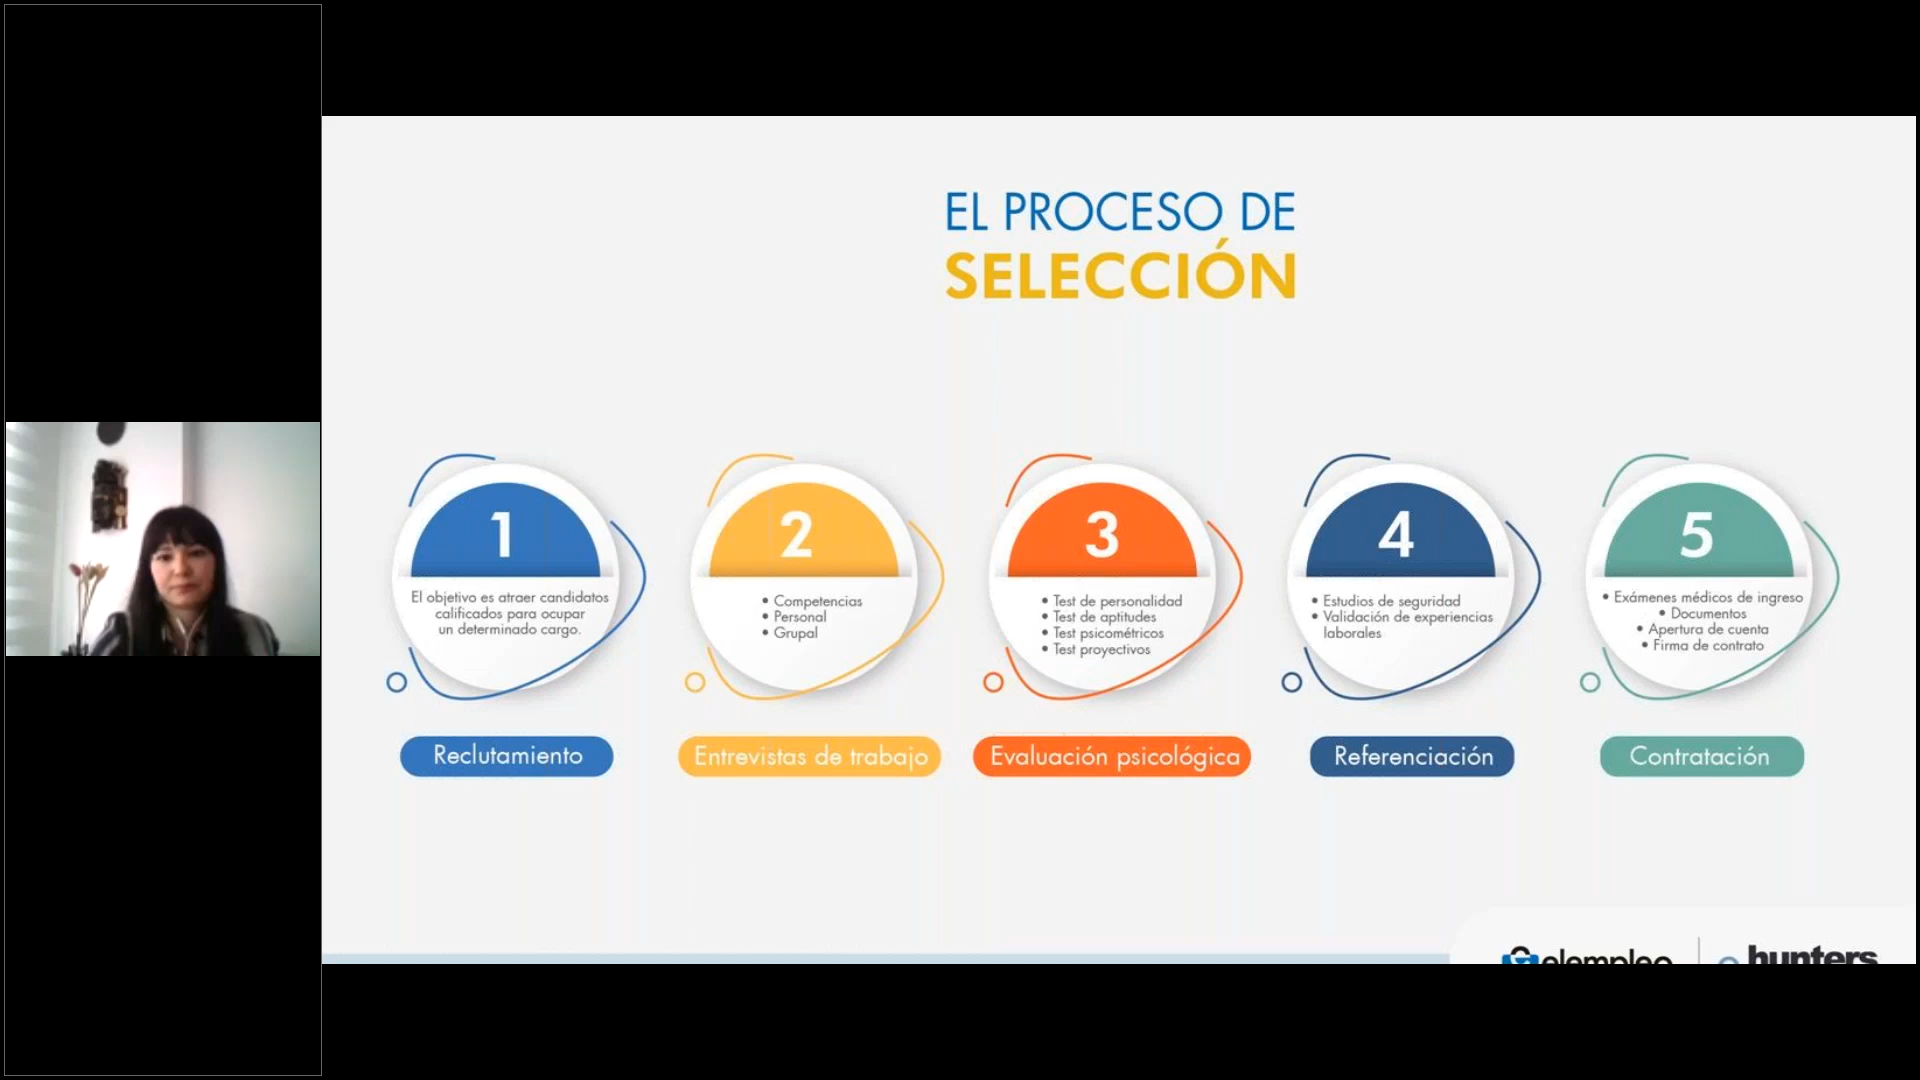 EL PROCESO DE
SELECCIÓN
1
El objetivo es atraer candidatos
calificados para ocupar
un determinado cargo.
Reclutamiento
2
• Competencias
• Personal
• Grupal
Entrevistas de trabajo
3
• Test de personalidad
• Test de aptitudes
• Test psicométricos
• Test proyectivos
Evaluación psicológica
4
• Estudios de seguridad
• Validación de experiencias
laborales
Referenciación
5
• Exámenes médicos de ingreso
• Documentos
• Apertura de cuenta
• Firma de contrato
Contratación
elempleo
hunters